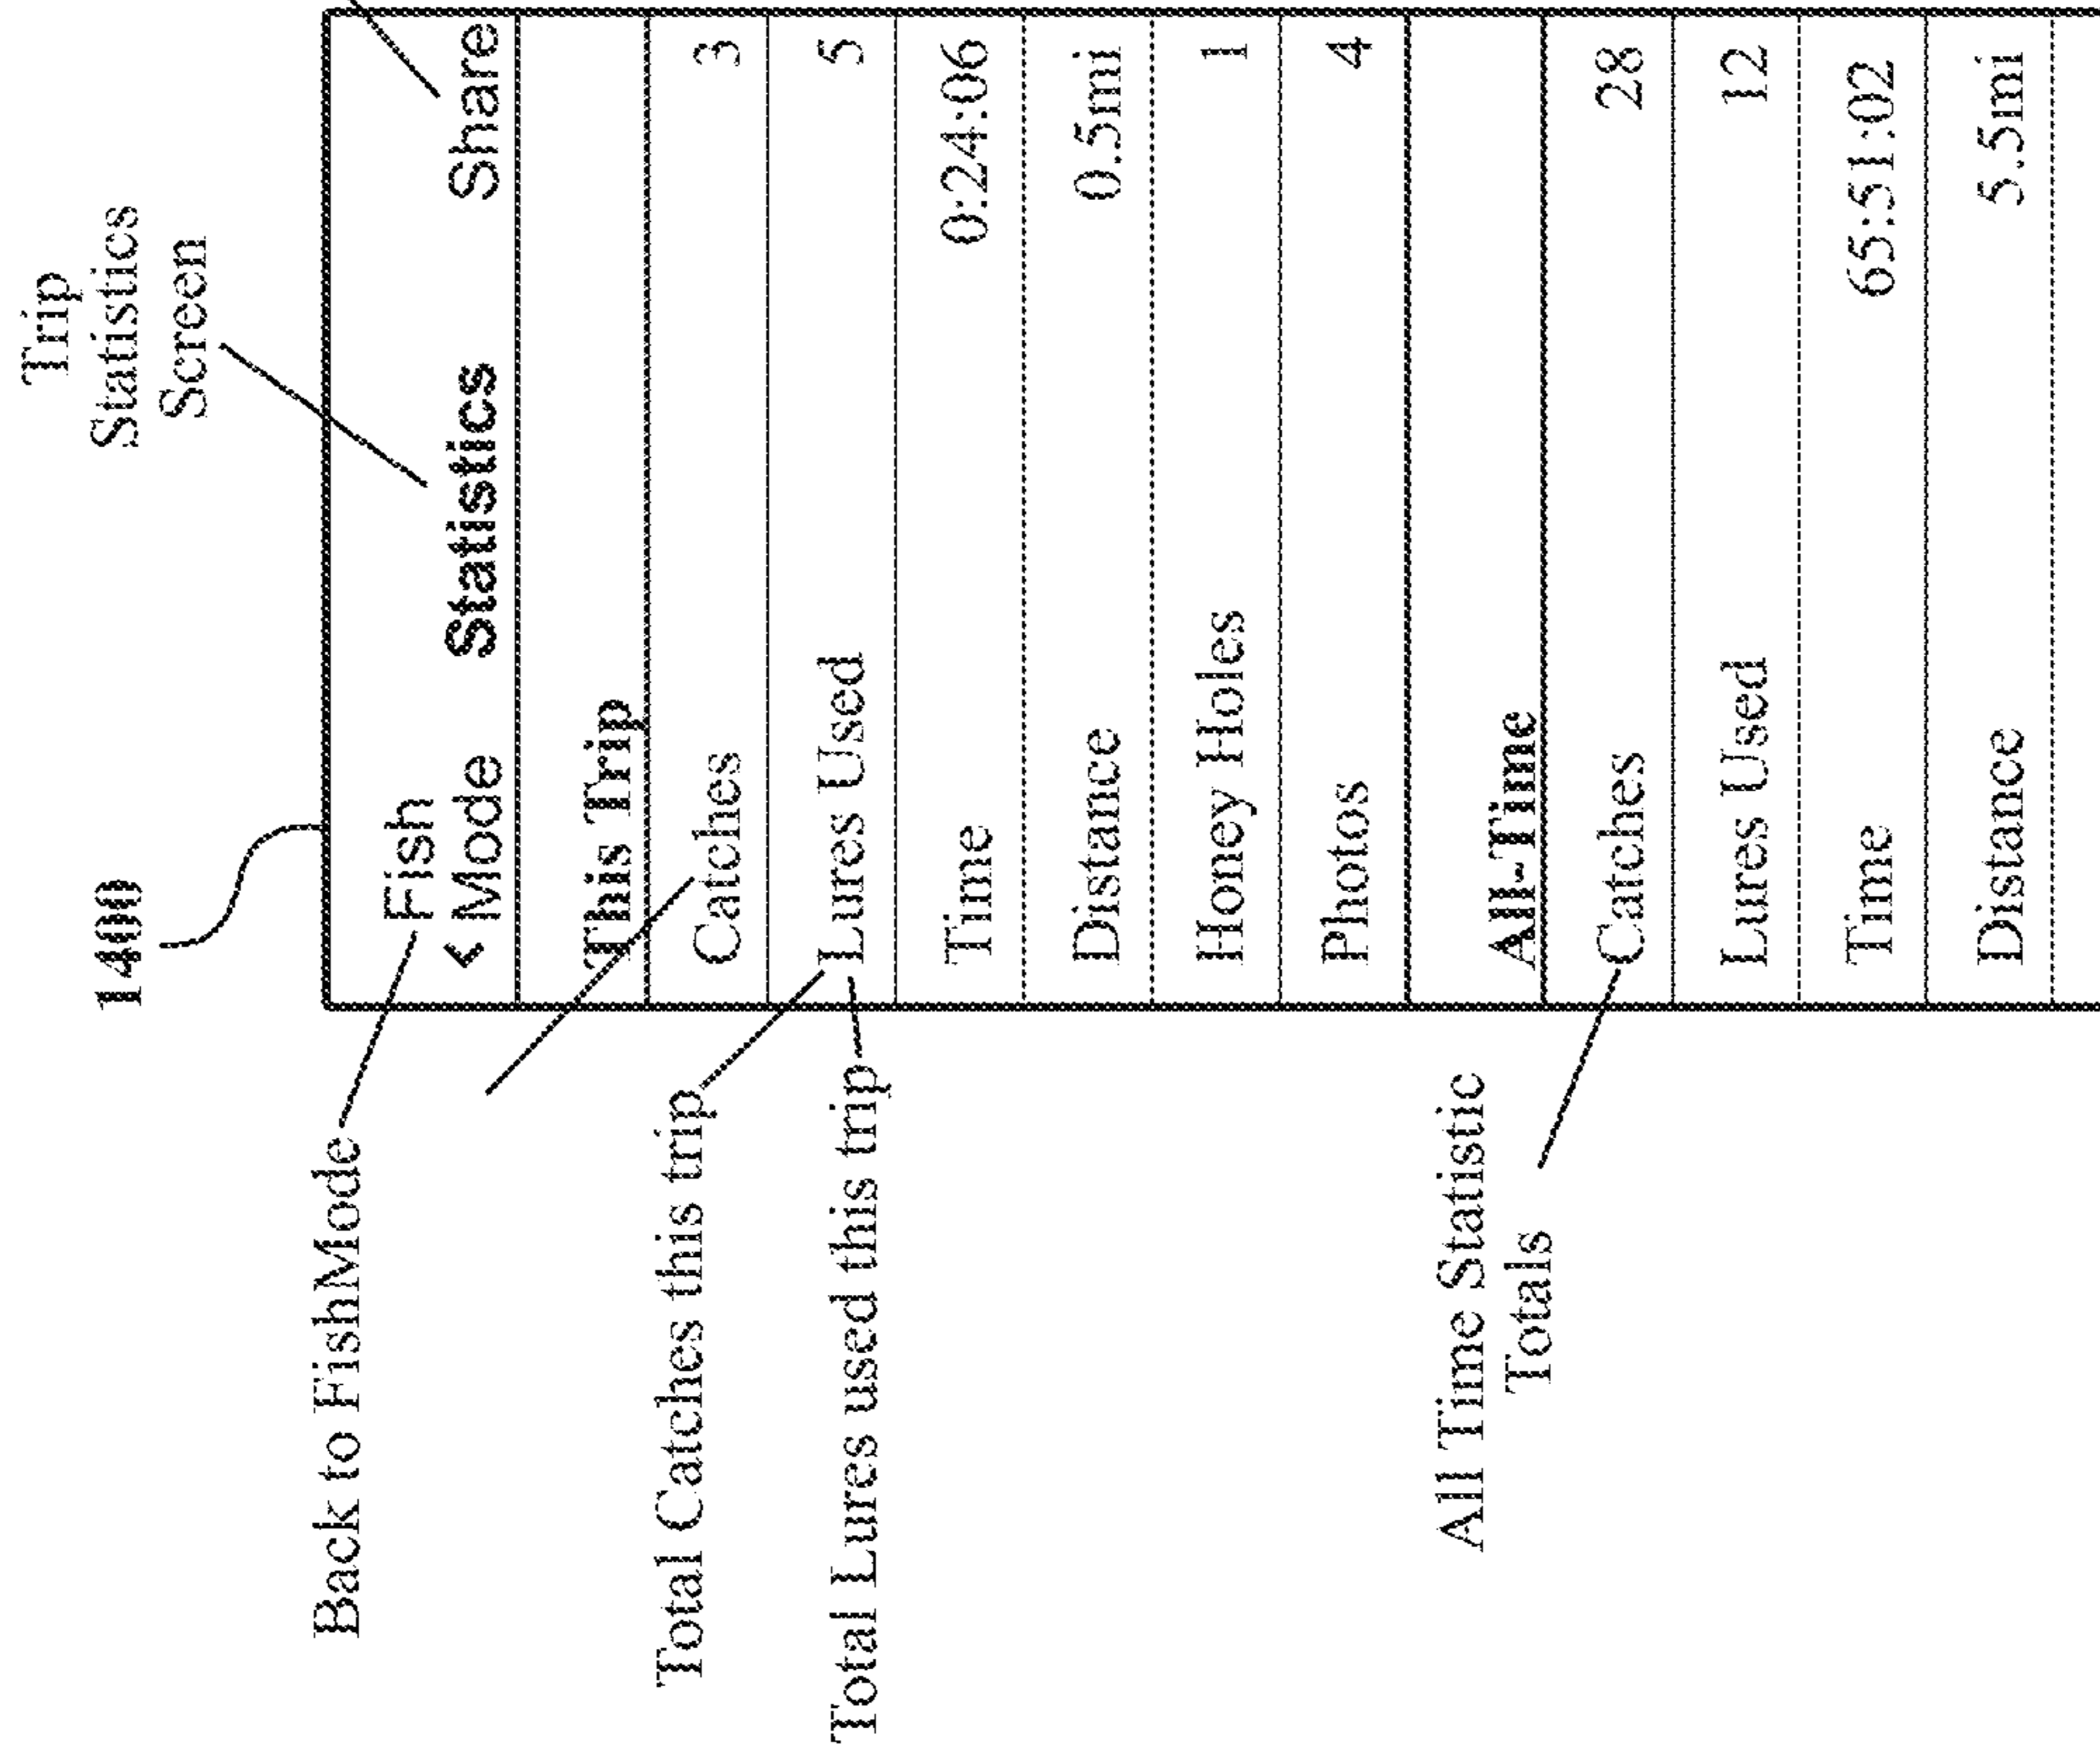 1400
Trip
Statistics
Screen
Back to FishMode
Fish
< Mode Statistics Share
This Trip
Catches 3
Total Catches this trip
Lures Used 5
Total Lures used this trip
Time 0:24:06
Distance 0.5mi
Honey Holes 1
Photos 4
All-Time
All Time Statistic
Totals
Catches 28
Lures Used 12
Time 65:51:02
Distance 5.5mi